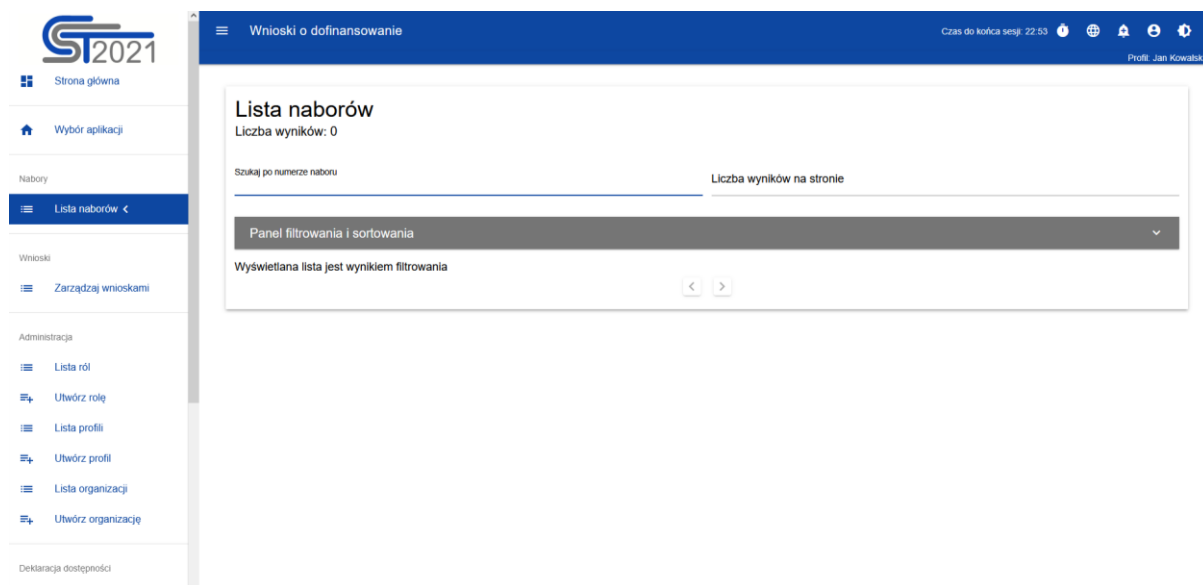 CST2021
Strona główna
Wybór aplikacji
Nabory
Lista naborów
Wnioski
Zarządzaj wnioskami
Administracja
Lista ról
Utwórz rolę
Lista profili
Utwórz profil
Lista organizacji
Utwórz organizację
Deklaracja dostępności
Wnioski o dofinansowanie
Czas do końca sesji: 22:53
Profil: Jan Kowalsk
Lista naborów
Liczba wyników: 0
Szukaj po numerze naboru
Liczba wyników na stronie
Panel filtrowania i sortowania
Wyświetlana lista jest wynikiem filtrowania